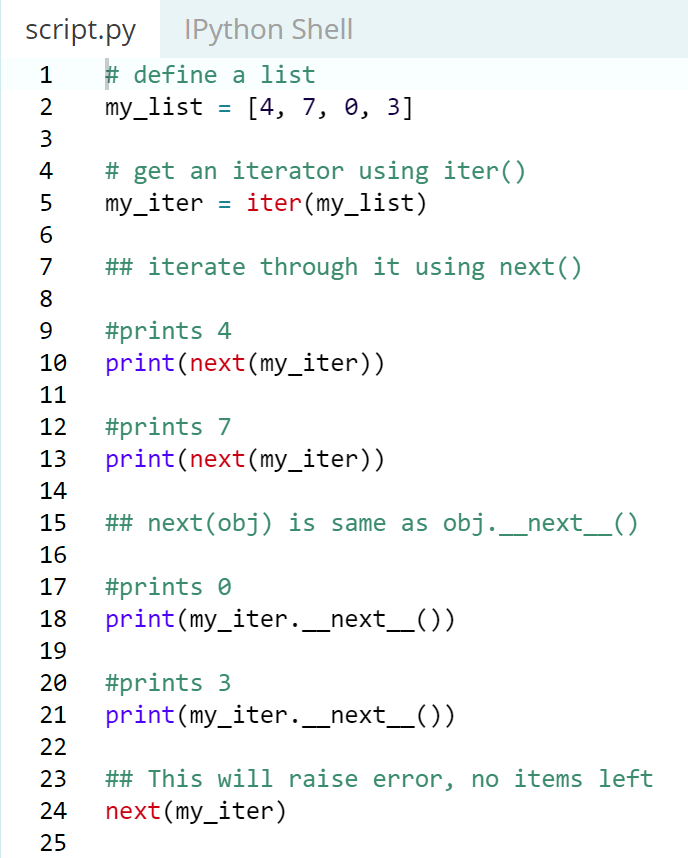 script.py IPython Shell
1 # define a list
2 my_list = [4, 7, 0, 3]
3
4 # get an iterator using iter()
5 my_iter = iter(my_list)
6
7 ## iterate through it using next()
8
9 #prints 4
10 print(next(my_iter))
11
12 #prints 7
13 print(next(my_iter))
14
15 ## next(obj) is same as obj.__next__()
16
17 #prints 0
18 print(my_iter.__next__())
19
20 #prints 3
21 print(my_iter.__next__())
22
23 ## This will raise error, no items left
24 next(my_iter)
25